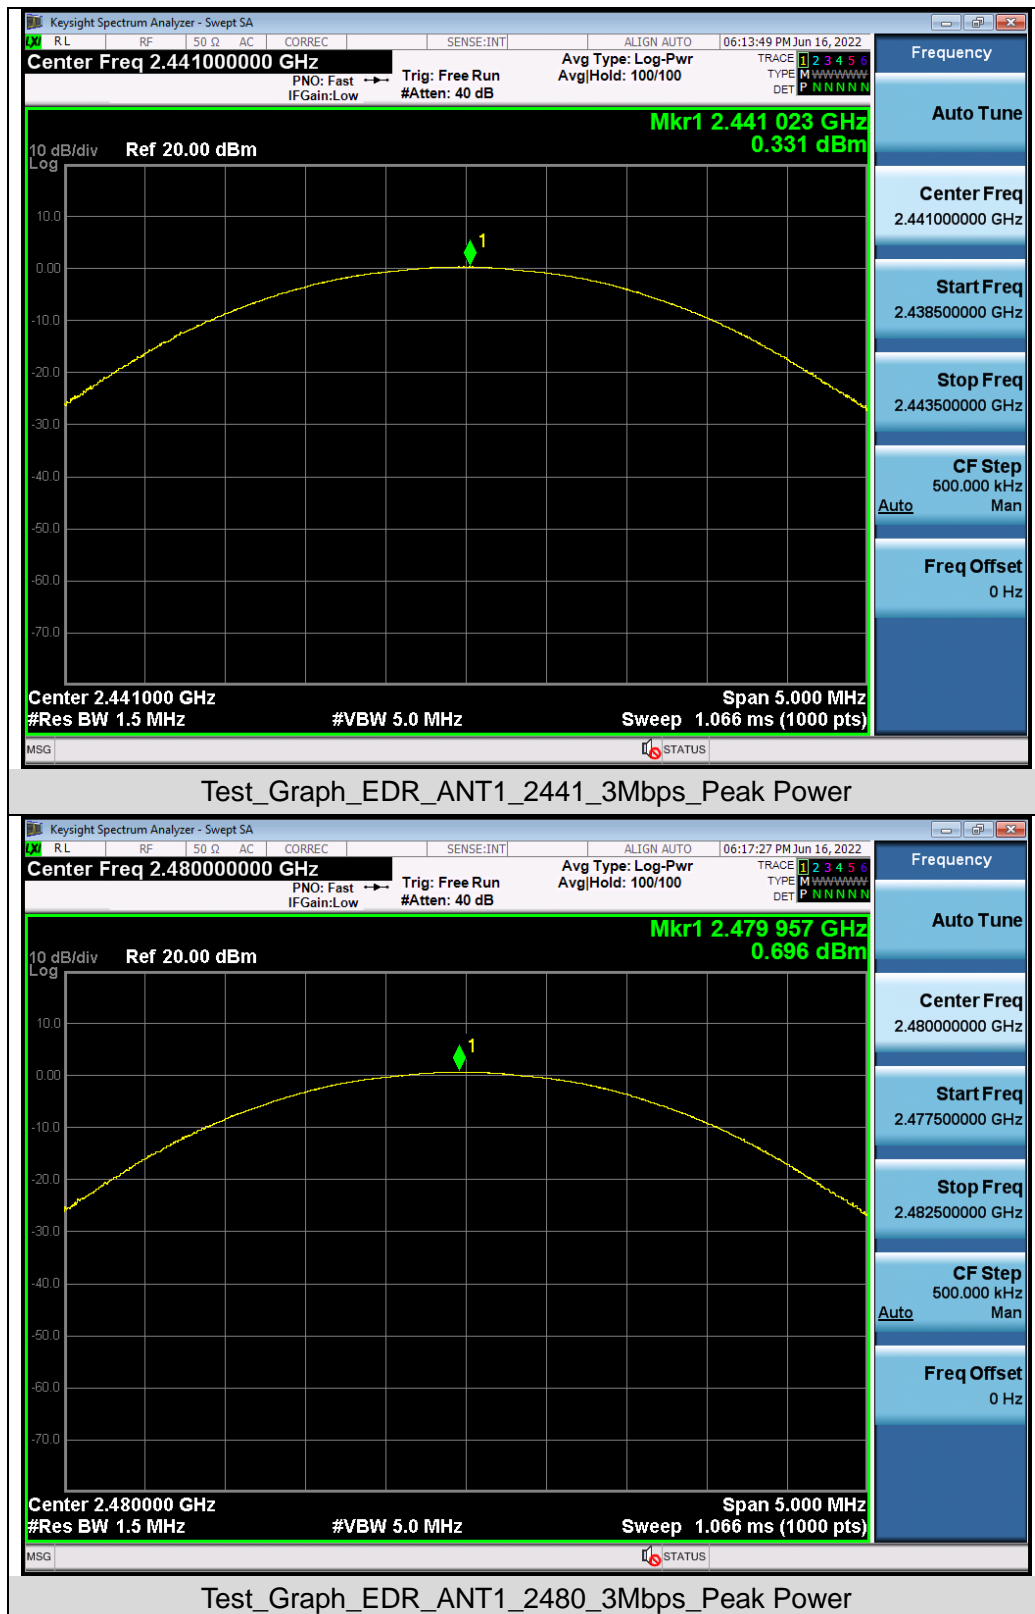 Keysight Spectrum Analyzer - Swept SA
LXI RL RF 50 Ω AC CORREC SENSE:INT ALIGN AUTO 06:13:49 PM Jun 16, 2022
Center Freq 2.441000000 GHz
PNO: Fast
IFGain:Low
Trig: Free Run
#Atten: 40 dB
Avg Type: Log-Pwr
Avg|Hold: 100/100
TRACE 1 2 3 4 5 6
TYPE M WWWWW
DET P N N N N N
Mkr1 2.441 023 GHz
0.331 dBm
10 dB/div Ref 20.00 dBm
Log
10.0
1
0.00
-10.0
-20.0
-30.0
-40.0
-50.0
-60.0
-70.0
Center 2.441000 GHz Span 5.000 MHz
#Res BW 1.5 MHz #VBW 5.0 MHz Sweep 1.066 ms (1000 pts)
MSG STATUS
Frequency
Auto Tune
Center Freq
2.441000000 GHz
Start Freq
2.438500000 GHz
Stop Freq
2.443500000 GHz
CF Step
500.000 kHz
Auto Man
Freq Offset
0 Hz
Test_Graph_EDR_ANT1_2441_3Mbps_Peak Power
Keysight Spectrum Analyzer - Swept SA
LXI RL RF 50 Ω AC CORREC SENSE:INT ALIGN AUTO 06:17:27 PM Jun 16, 2022
Center Freq 2.480000000 GHz
PNO: Fast
IFGain:Low
Trig: Free Run
#Atten: 40 dB
Avg Type: Log-Pwr
Avg|Hold: 100/100
TRACE 1 2 3 4 5 6
TYPE M WWWWW
DET P N N N N N
Mkr1 2.479 957 GHz
0.696 dBm
10 dB/div Ref 20.00 dBm
Log
10.0
1
0.00
-10.0
-20.0
-30.0
-40.0
-50.0
-60.0
-70.0
Center 2.480000 GHz Span 5.000 MHz
#Res BW 1.5 MHz #VBW 5.0 MHz Sweep 1.066 ms (1000 pts)
MSG STATUS
Frequency
Auto Tune
Center Freq
2.480000000 GHz
Start Freq
2.477500000 GHz
Stop Freq
2.482500000 GHz
CF Step
500.000 kHz
Auto Man
Freq Offset
0 Hz
Test_Graph_EDR_ANT1_2480_3Mbps_Peak Power